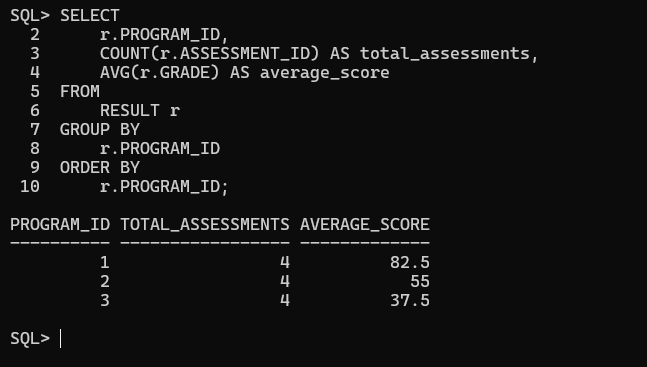 SQL> SELECT
  2      r.PROGRAM_ID,
  3      COUNT(r.ASSESSMENT_ID) AS total_assessments,
  4      AVG(r.GRADE) AS average_score
  5  FROM
  6      RESULT r
  7  GROUP BY
  8      r.PROGRAM_ID
  9  ORDER BY
 10      r.PROGRAM_ID;

PROGRAM_ID TOTAL_ASSESSMENTS AVERAGE_SCORE
---------- ----------------- -------------
         1                 4          82.5
         2                 4            55
         3                 4          37.5

SQL>